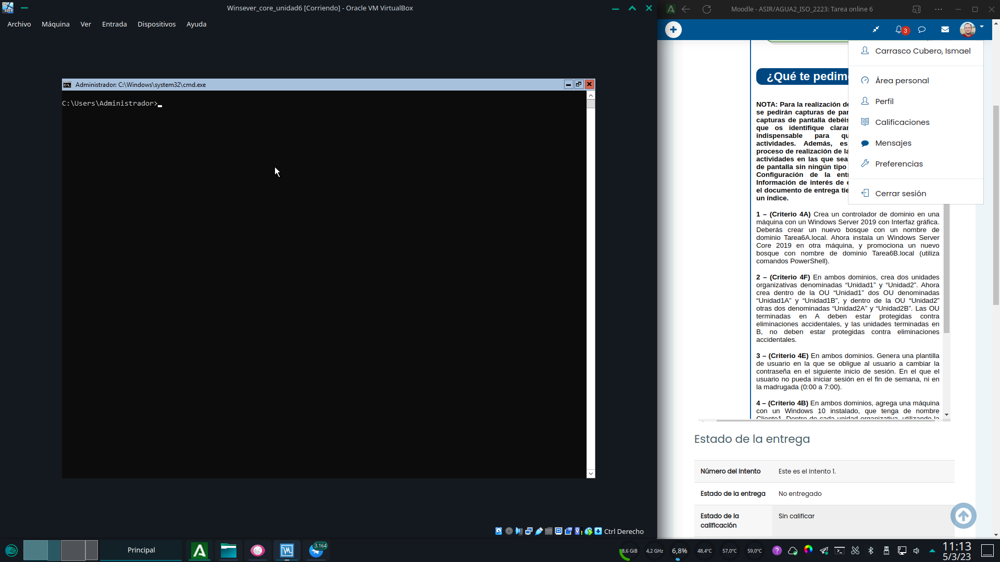 Winsever_core_unidad6 [Corriendo] - Oracle VM VirtualBox
Archivo Máquina Ver Entrada Dispositivos Ayuda
Administrador: C:\Windows\system32\cmd.exe
C:\Users\Administrador>
Ctrl Derecho
Moodle - ASIR/AGUA2_ISO_2223: Tarea online 6
3
Carrasco Cubero, Ismael
Área personal
Perfil
Calificaciones
Mensajes
Preferencias
Cerrar sesión
¿Qué te pedim
NOTA: Para la realización de
se pedirán capturas de pan
capturas de pantalla debéis
que os identifique clarar
indispensable para qu
actividades. Además, es
proceso de realización de la
actividades en las que sea
de pantalla sin ningún tipo
Configuración de la entr
Información de interés de e
el documento de entrega tie
un índice.
1 – (Criterio 4A) Crea un controlador de dominio en una
máquina con un Windows Server 2019 con Interfaz gráfica.
Deberás crear un nuevo bosque con un nombre de
dominio Tarea6A.local. Ahora instala un Windows Server
Core 2019 en otra máquina, y promociona un nuevo
bosque con nombre de dominio Tarea6B.local (utiliza
comandos PowerShell).
2 – (Criterio 4F) En ambos dominios, crea dos unidades
organizativas denominadas “Unidad1” y “Unidad2”. Ahora
crea dentro de la OU “Unidad1” dos OU denominadas
“Unidad1A” y “Unidad1B”, y dentro de la OU “Unidad2”
otras dos denominadas “Unidad2A” y “Unidad2B”. Las OU
terminadas en A deben estar protegidas contra
eliminaciones accidentales, y las unidades terminadas en
B, no deben estar protegidas contra eliminaciones
accidentales.
3 – (Criterio 4E) En ambos dominios. Genera una plantilla
de usuario en la que se obligue al usuario a cambiar la
contraseña en el siguiente inicio de sesión. En el que el
usuario no pueda iniciar sesión en el fin de semana, ni en
la madrugada (0:00 a 7:00).
4 – (Criterio 4B) En ambos dominios, agrega una máquina
con un Windows 10 instalado, que tenga de nombre
Cliente1. Dentro de cada unidad organizativa, utilizando la
Estado de la entrega
Número del intento Este es el intento 1.
Estado de la entrega No entregado
Estado de la calificación Sin calificar
Principal
3.164
8,6 GiB
4,2 GHz
6,8%
48,4°C
57,0°C
59,0°C
11:13
5/3/23